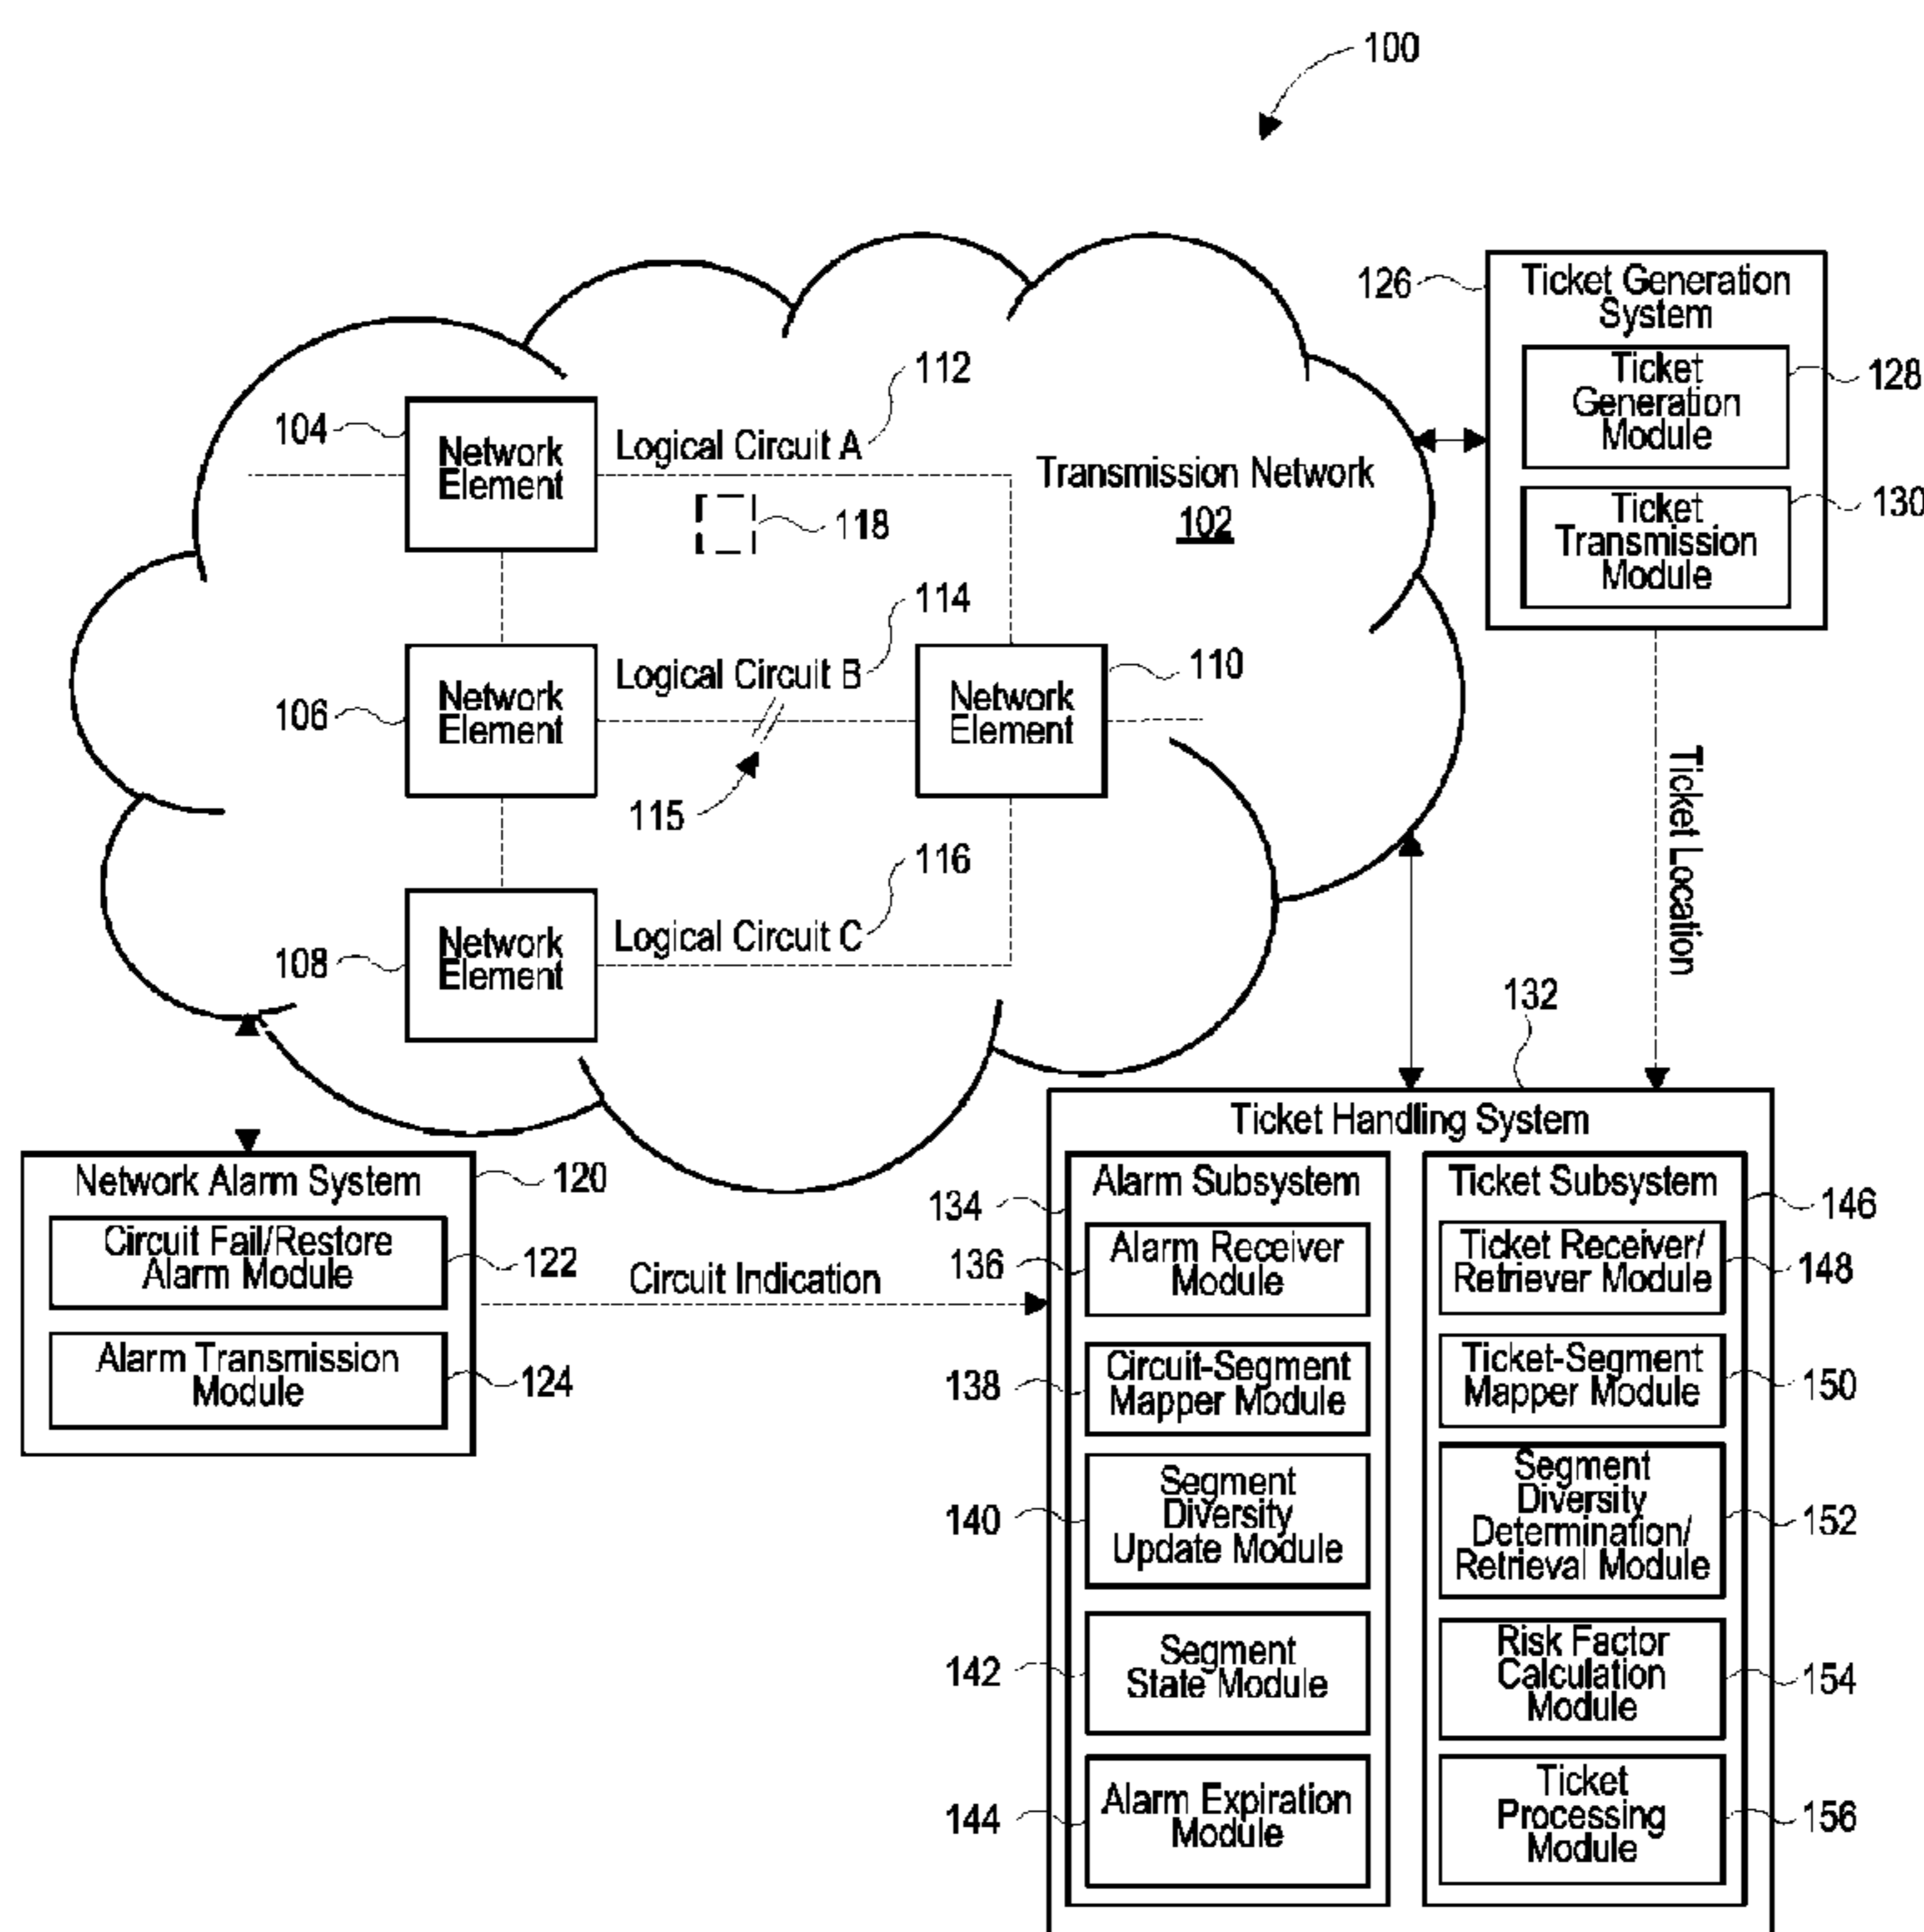 100
126
Ticket Generation
System
Ticket
Generation
Module
128
Ticket
Transmission
Module
130
112
104
Network
Element
Logical Circuit A
Transmission Network
102
118
114
106
Network
Element
Logical Circuit B
110
Network
Element
115
116
108
Network
Element
Logical Circuit C
Ticket Location
132
Network Alarm System
120
Circuit Fail/Restore
Alarm Module
122
Alarm Transmission
Module
124
Circuit Indication
Ticket Handling System
134
Alarm Subsystem
136
Alarm Receiver
Module
138
Circuit-Segment
Mapper Module
140
Segment
Diversity
Update Module
142
Segment
State Module
144
Alarm Expiration
Module
Ticket Subsystem
146
Ticket Receiver/
Retriever Module
148
Ticket-Segment
Mapper Module
150
Segment
Diversity
Determination/
Retrieval Module
152
Risk Factor
Calculation
Module
154
Ticket
Processing
Module
156